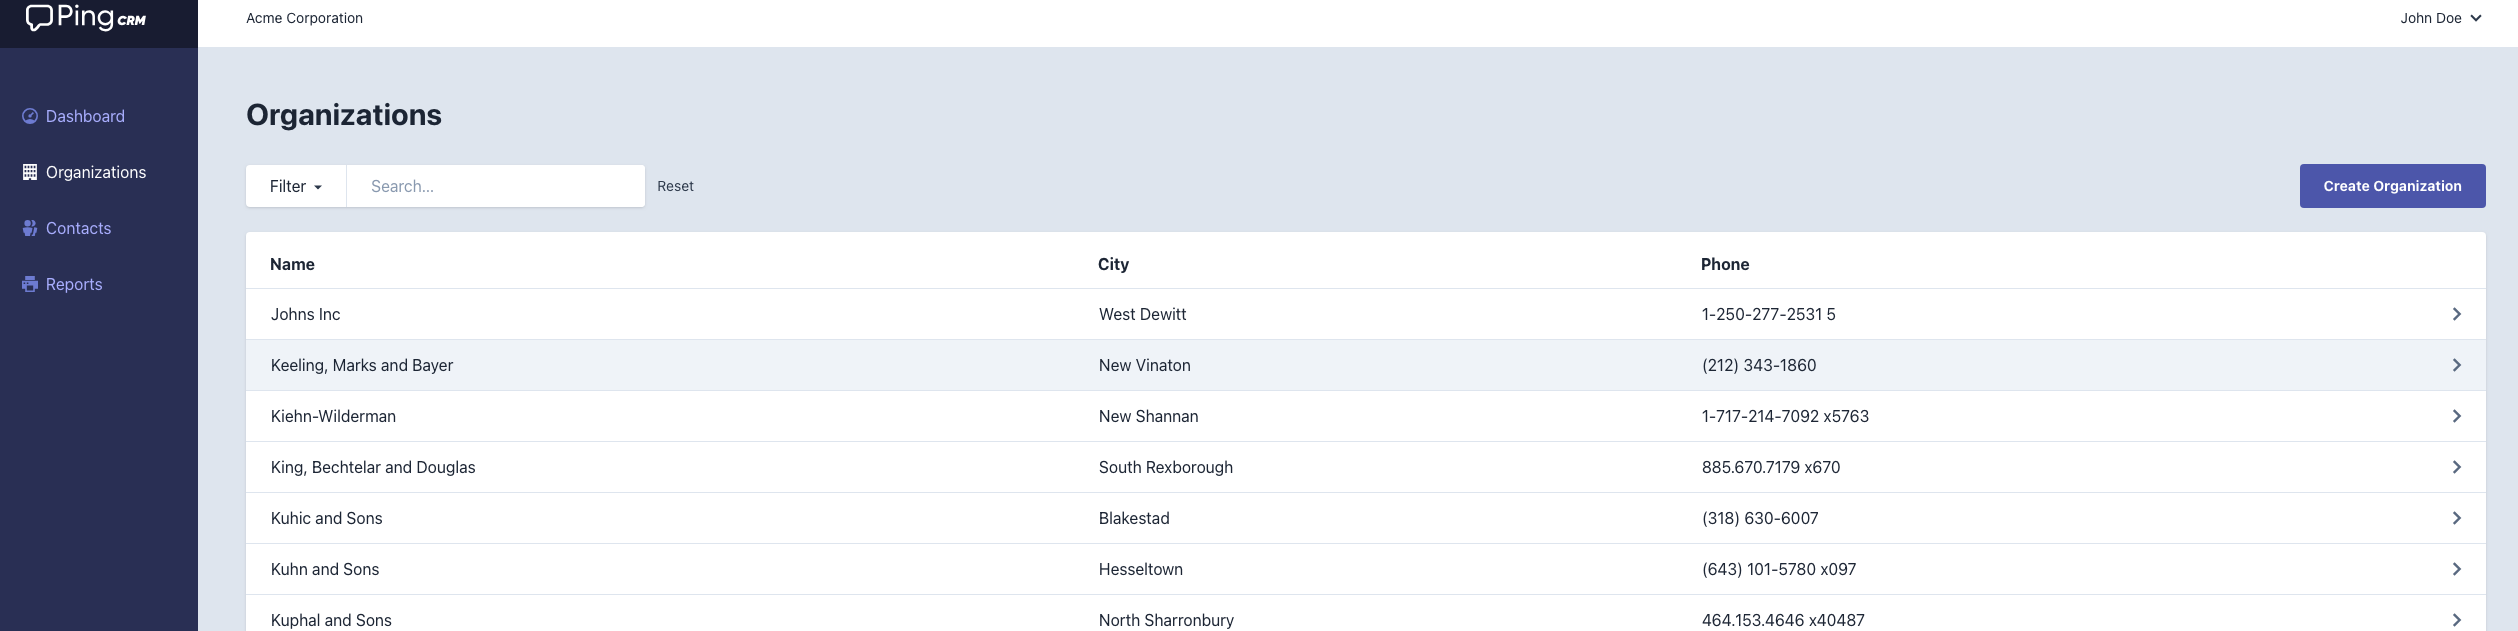 Ping CRM
Acme Corporation
John Doe
Dashboard
Organizations
Contacts
Reports
Organizations
Filter
Search...
Reset
Create Organization
Name City Phone
Johns Inc West Dewitt 1-250-277-2531 5
Keeling, Marks and Bayer New Vinaton (212) 343-1860
Kiehn-Wilderman New Shannan 1-717-214-7092 x5763
King, Bechtelar and Douglas South Rexborough 885.670.7179 x670
Kuhic and Sons Blakestad (318) 630-6007
Kuhn and Sons Hesseltown (643) 101-5780 x097
Kuphal and Sons North Sharronbury 464.153.4646 x40487